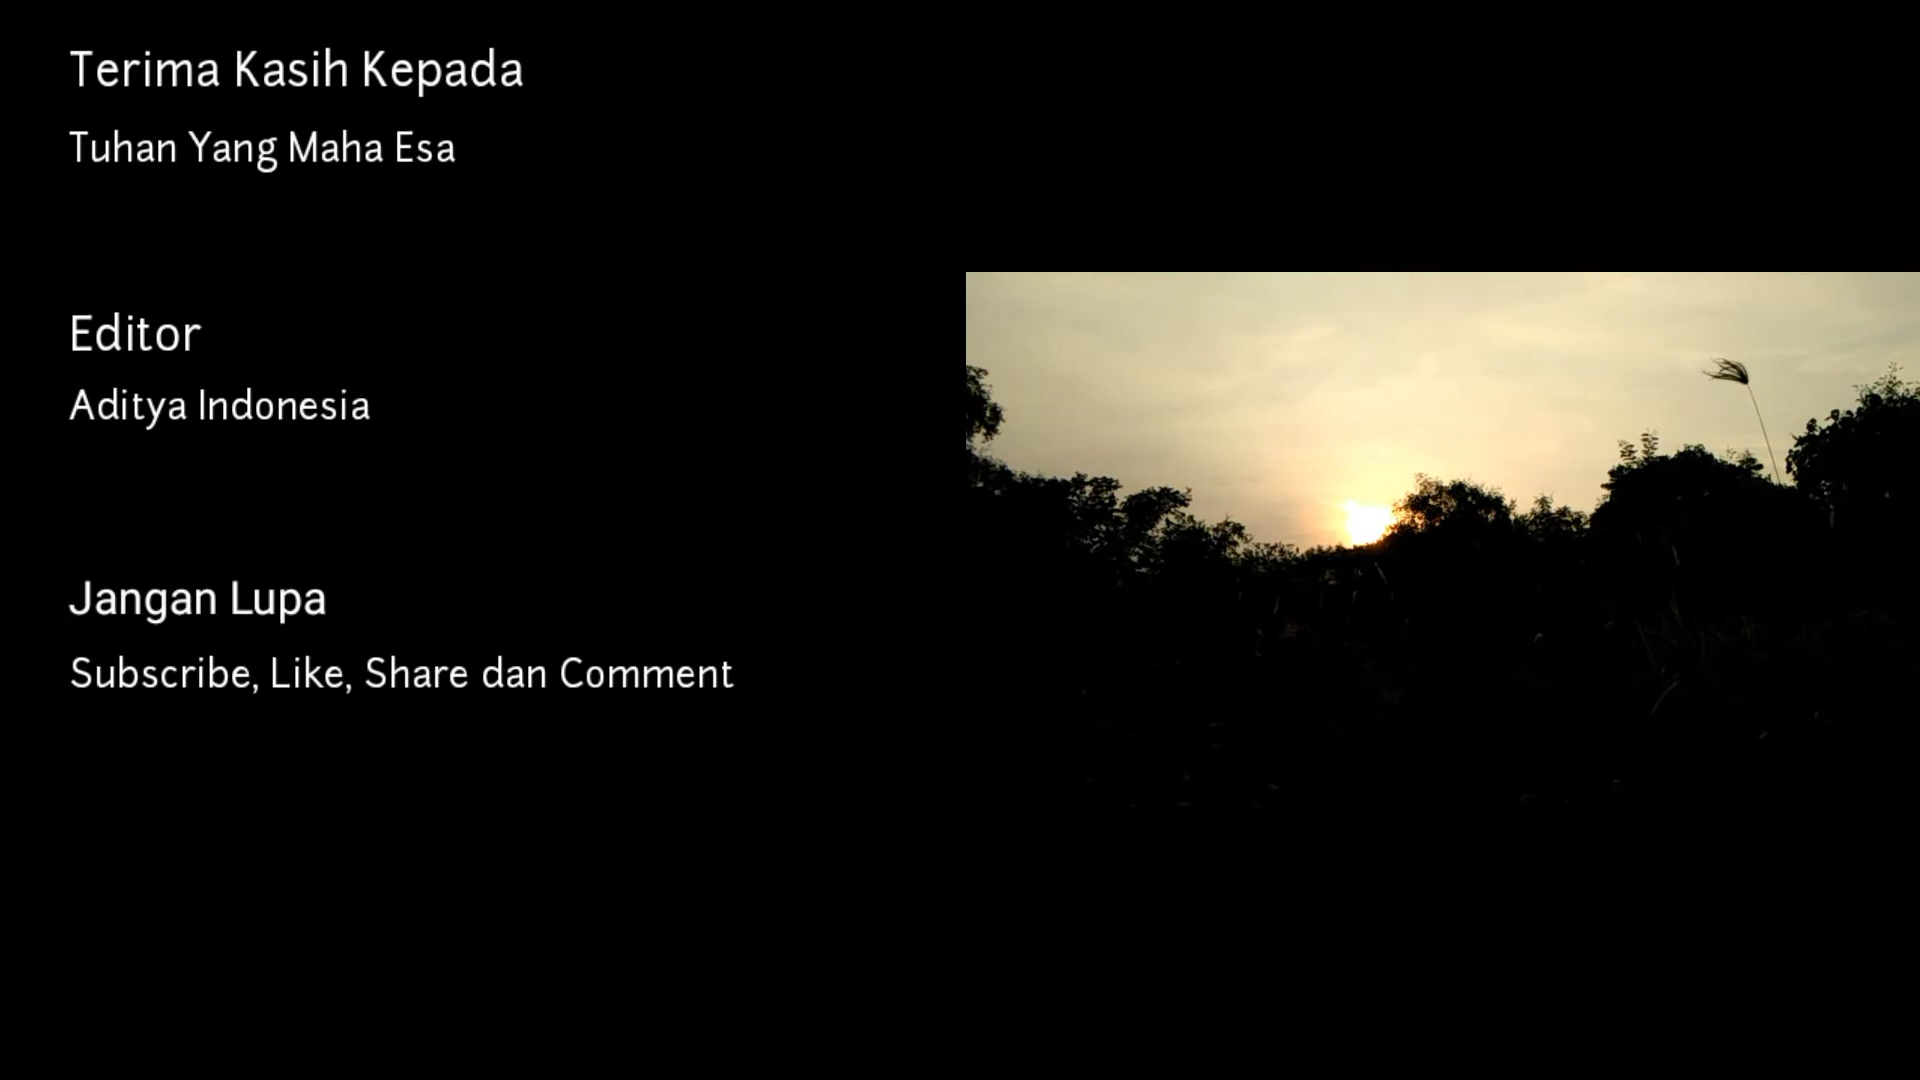 Terima Kasih Kepada
Tuhan Yang Maha Esa
Editor
Aditya Indonesia
Jangan Lupa
Subscribe, Like, Share dan Comment